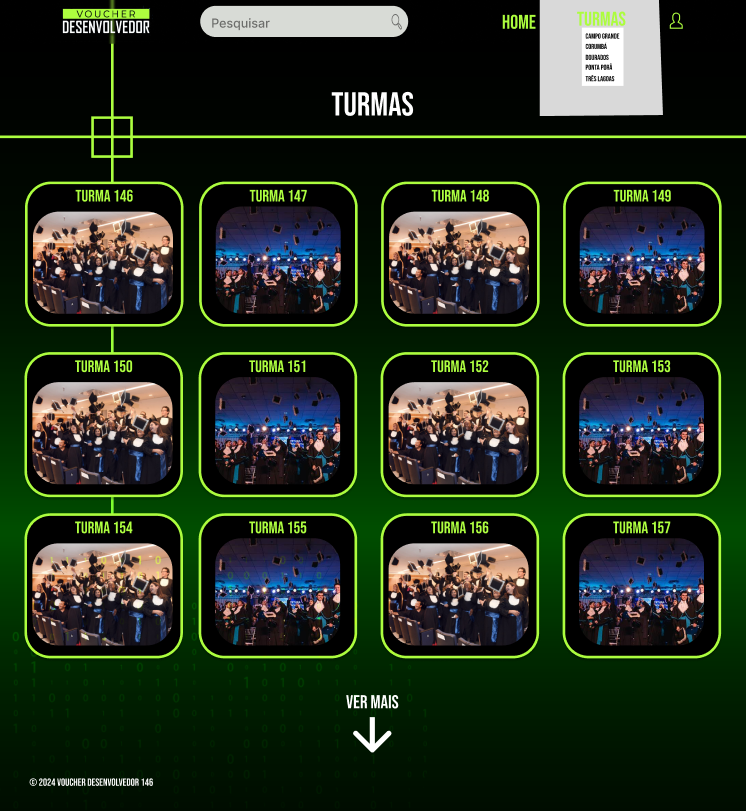 VOUCHER
DESENVOLVEDOR
Pesquisar
HOME
TURMAS
CAMPO GRANDE
CORUMBÁ
DOURADOS
PONTA PORÃ
TRÊS LAGOAS
TURMAS
TURMA 146
TURMA 147
TURMA 148
TURMA 149
TURMA 150
TURMA 151
TURMA 152
TURMA 153
TURMA 154
TURMA 155
TURMA 156
TURMA 157
VER MAIS
© 2024 VOUCHER DESENVOLVEDOR 146